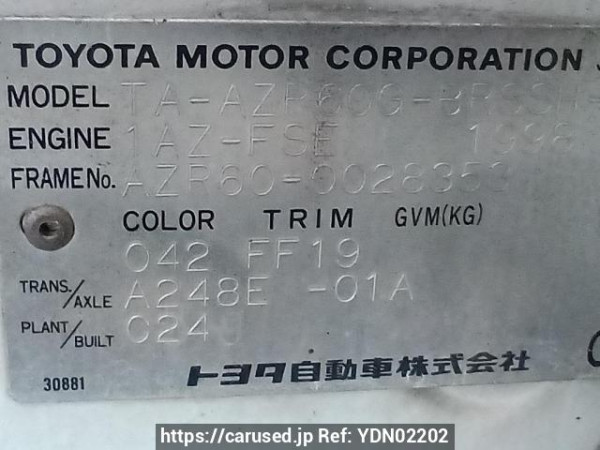 TOYOTA MOTOR CORPORATION
MODEL TA-AZR60G-
ENGINE 1AZ-FSE 1998
FRAME No. AZR60-0028353
COLOR TRIM GVM(KG)
042 FF19
TRANS./AXLE A248E -01A
PLANT/BUILT C24
30881 トヨタ自動車株式会社
https://carused.jp Ref: YDN02202